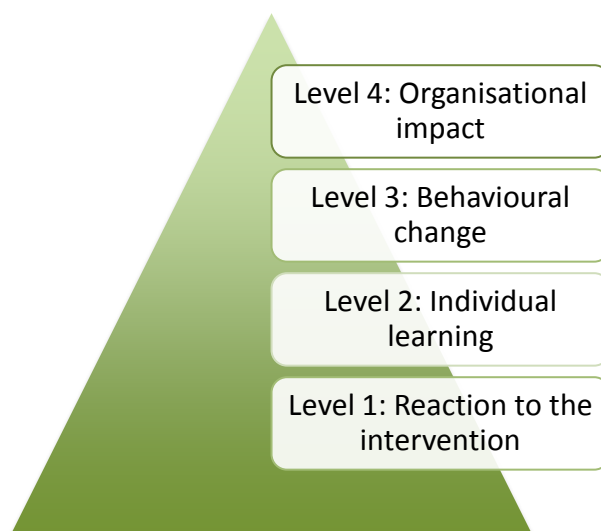 Level 4: Organisational
impact
Level 3: Behavioural
change
Level 2: Individual
learning
Level 1: Reaction to the
intervention